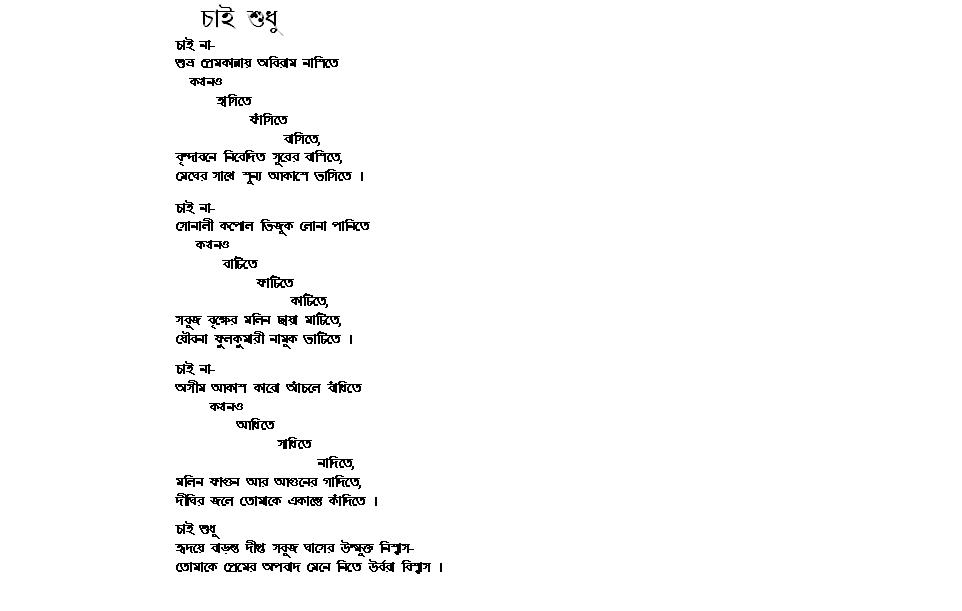 চাই শুধু
চাই না-
শুভ্র প্রেমকান্নায় অবিরাম নাশিতে
কখনও
হাসিতে
ফাঁসিতে
বাসিতে,
বৃন্দাবনে নিবেদিত সুরের বাশিতে,
মেঘের সাথে শূন্য আকাশে ভাসিতে ।
চাই না-
সোনালী কপোল ভিজুক লোনা পানিতে
কখনও
বাটিতে
ফাটিতে
কাটিতে,
সবুজ বৃক্ষের মলিন ছায়া মাটিতে,
যৌবনা ফুলকুমারী নামুক ভাটিতে ।
চাই না-
অসীম আকাশ কারো আঁচলে বাঁধিতে
কখনও
আধিতে
সাধিতে
নাদিতে,
মলিন ফাগুন আর আগুনের গাদিতে,
দীঘির জলে তোমাকে একান্তে কাঁদিতে ।
চাই শুধু
হৃদয়ে বাড়ন্ত দীপ্ত সবুজ ঘাসের উন্মুক্ত নিশ্বাস-
তোমাকে প্রেমের অপবাদ মেনে নিতে উর্বরা বিশ্বাস ।